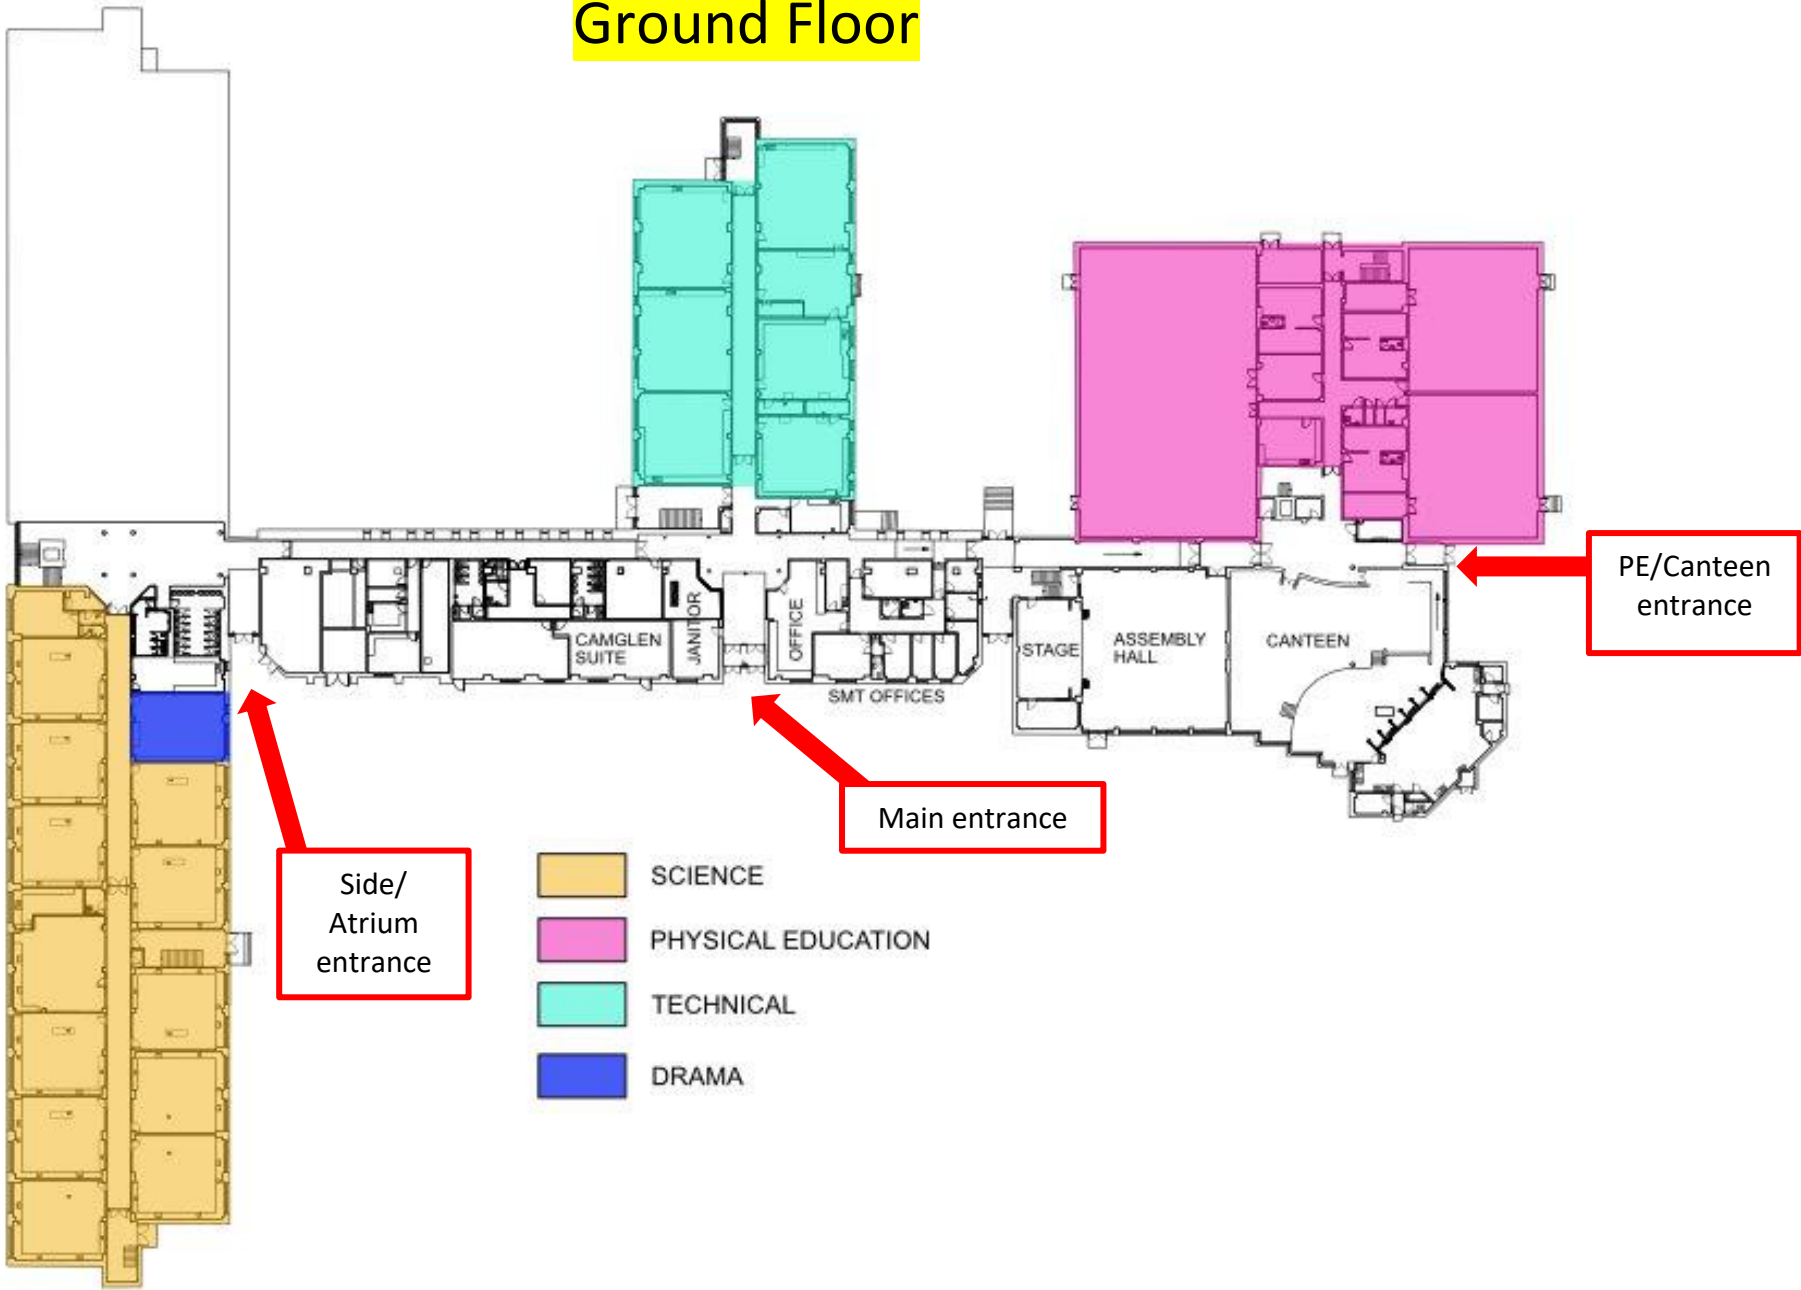 Ground Floor
PE/Canteen
entrance
CAMGLEN
SUITE
JANITOR
OFFICE
STAGE
ASSEMBLY
HALL
CANTEEN
SMT OFFICES
Main entrance
Side/
Atrium
entrance
SCIENCE
PHYSICAL EDUCATION
TECHNICAL
DRAMA